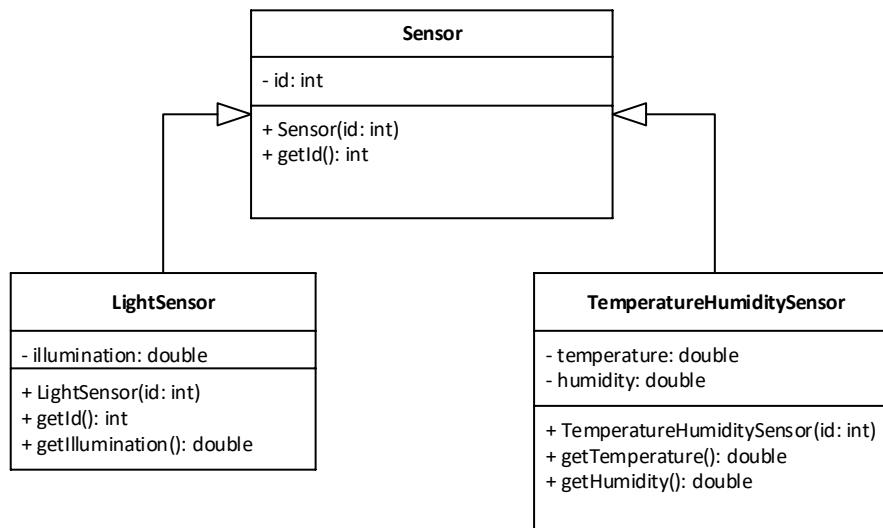 Sensor
- id: int
+ Sensor(id: int)
+ getId(): int
LightSensor
- illumination: double
+ LightSensor(id: int)
+ getId(): int
+ getIllumination(): double
TemperatureHumiditySensor
- temperature: double
- humidity: double
+ TemperatureHumiditySensor(id: int)
+ getTemperature(): double
+ getHumidity(): double